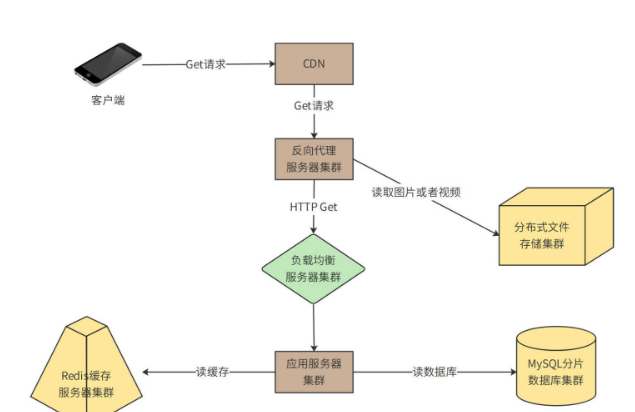 Get请求
CDN
客户端
Get请求
反向代理
服务器集群
读取图片或者视频
HTTP Get
分布式文件
存储集群
负载均衡
服务器集群
Redis缓存
服务器集群
读缓存
应用服务器
集群
读数据库
MySQL分片
数据库集群